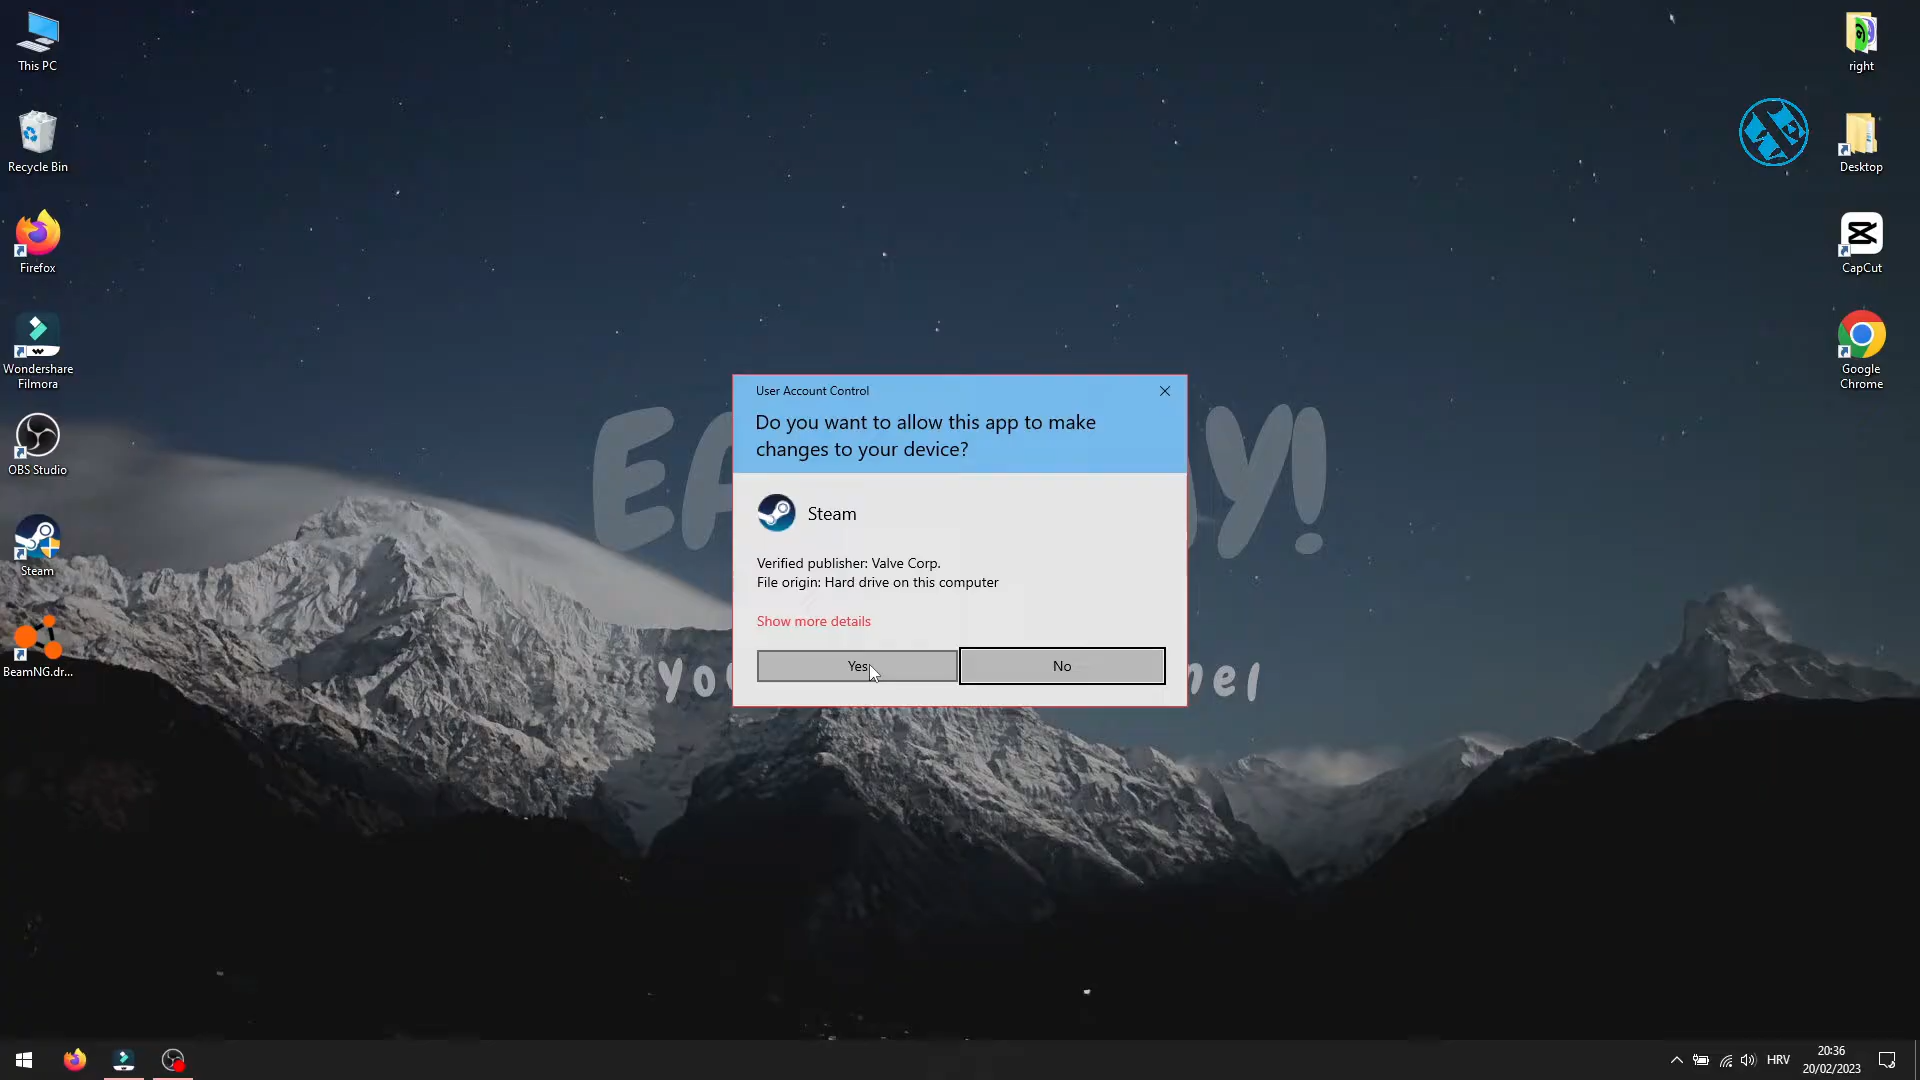 This PC
Recycle Bin
Firefox
Wondershare
Filmora
OBS Studio
Steam
BeamNG.dr...
right
Desktop
CapCut
Google
Chrome
User Account Control
Do you want to allow this app to make
changes to your device?
Steam
Verified publisher: Valve Corp.
File origin: Hard drive on this computer
Show more details
Yes
No
HRV
20:36
20/02/2023